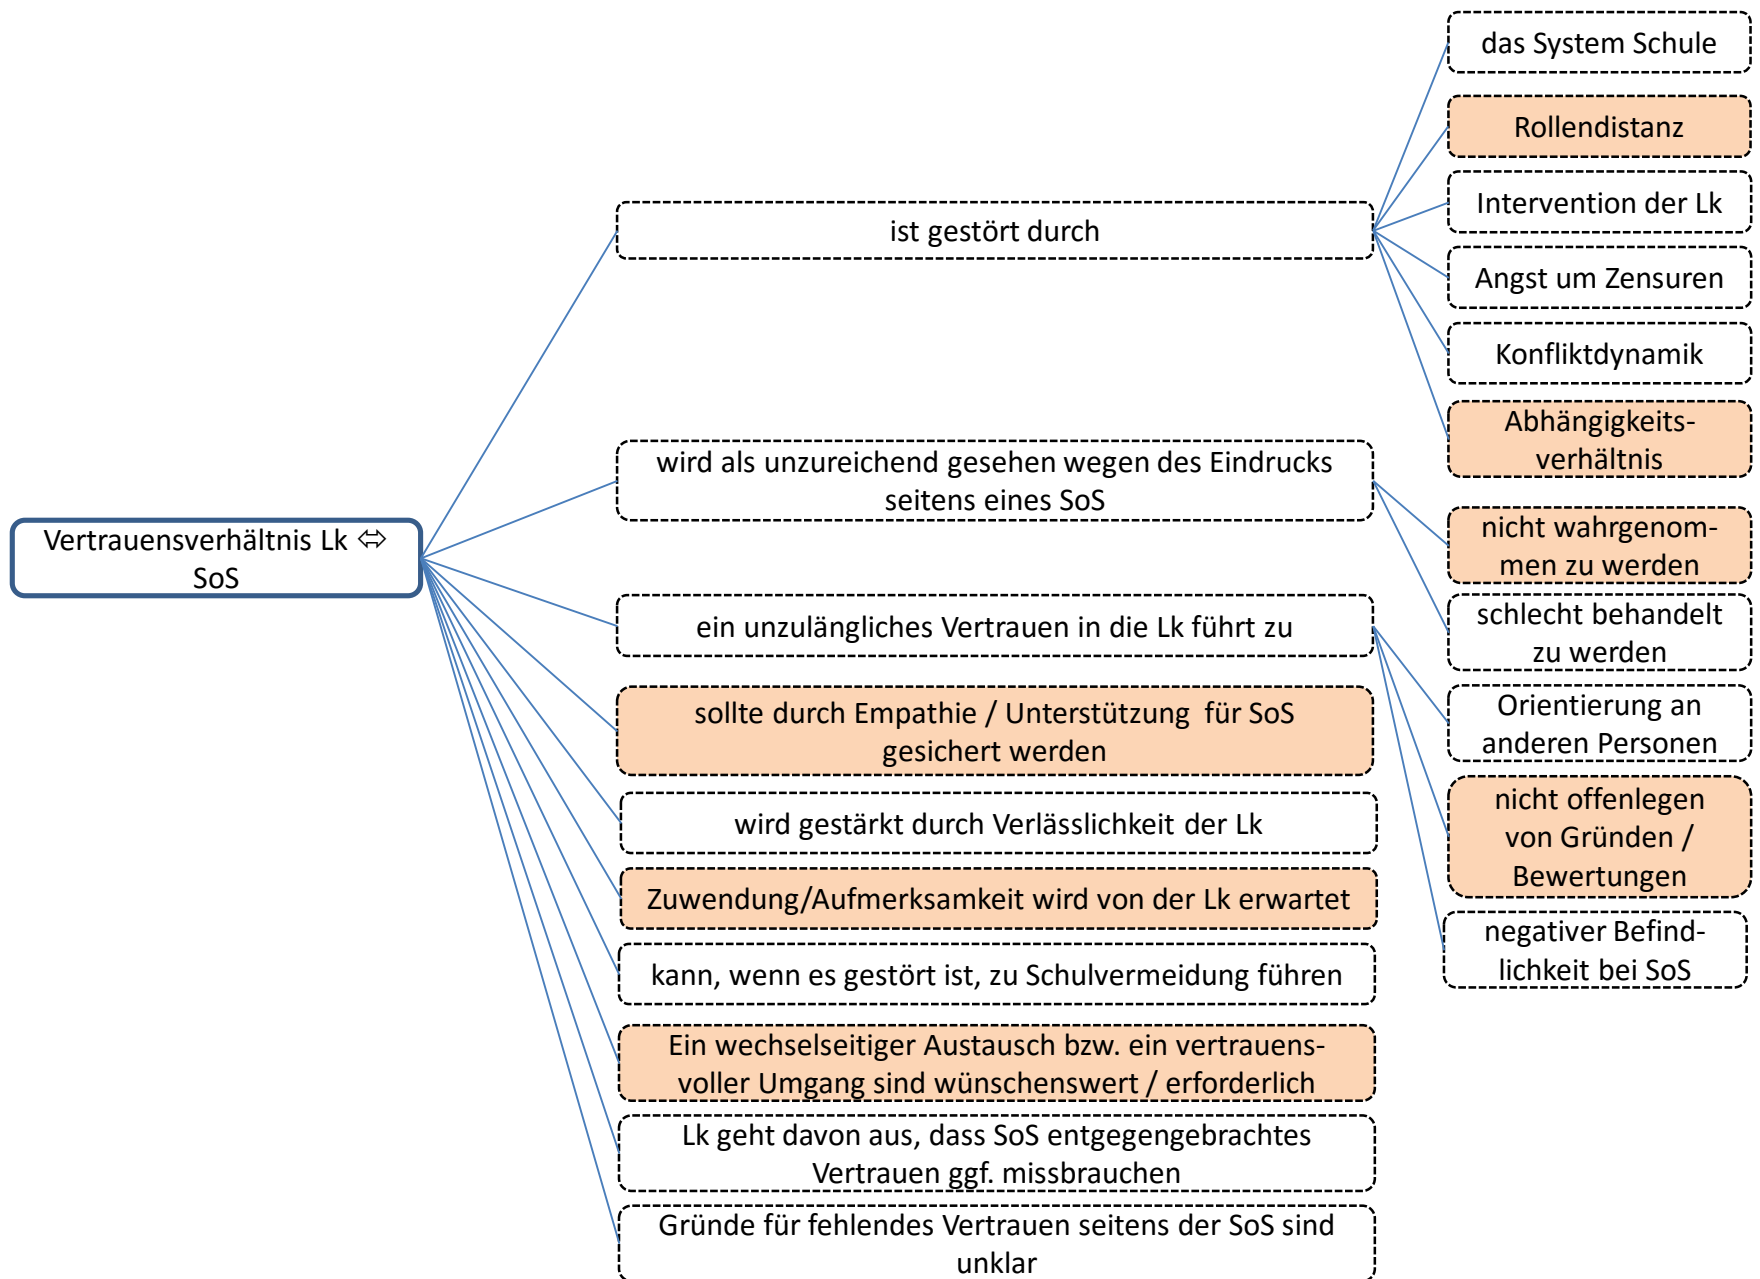 Vertrauensverhältnis Lk ⇔
SoS
ist gestört durch
das System Schule
Rollendistanz
Intervention der Lk
Angst um Zensuren
Konfliktdynamik
Abhängigkeits-
verhältnis
wird als unzureichend gesehen wegen des Eindrucks
seitens eines SoS
nicht wahrgenom-
men zu werden
schlecht behandelt
zu werden
ein unzulängliches Vertrauen in die Lk führt zu
Orientierung an
anderen Personen
nicht offenlegen
von Gründen /
Bewertungen
negativer Befind-
lichkeit bei SoS
sollte durch Empathie / Unterstützung für SoS
gesichert werden
wird gestärkt durch Verlässlichkeit der Lk
Zuwendung/Aufmerksamkeit wird von der Lk erwartet
kann, wenn es gestört ist, zu Schulvermeidung führen
Ein wechselseitiger Austausch bzw. ein vertrauens-
voller Umgang sind wünschenswert / erforderlich
Lk geht davon aus, dass SoS entgegengebrachtes
Vertrauen ggf. missbrauchen
Gründe für fehlendes Vertrauen seitens der SoS sind
unklar